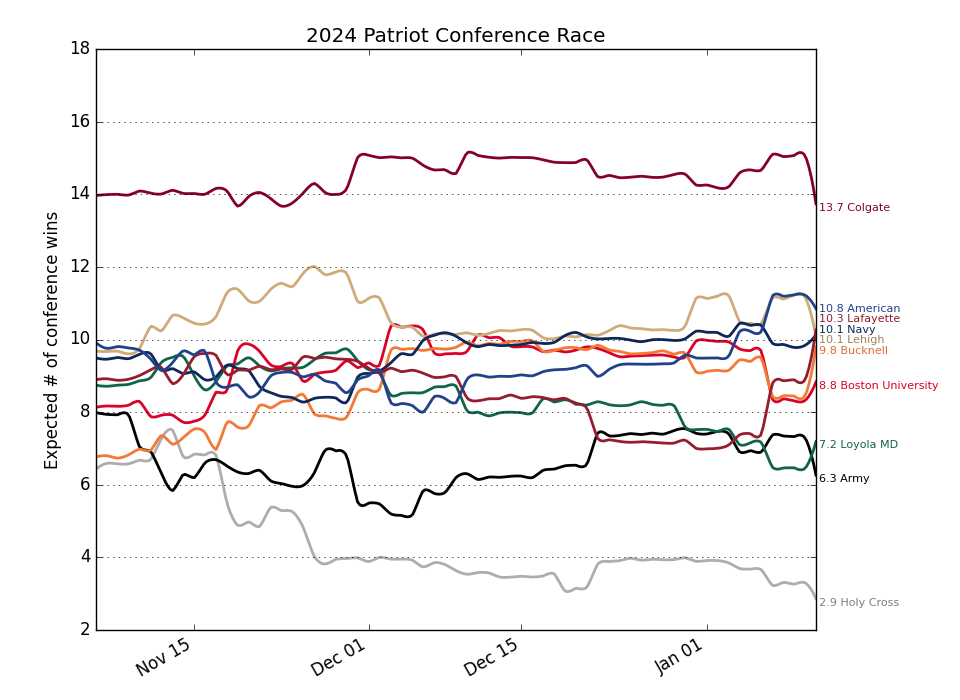 2024 Patriot Conference Race
Expected # of conference wins
18
16
14
12
10
8
6
4
2
Nov 15
Dec 01
Dec 15
Jan 01
13.7 Colgate
10.8 American
10.3 Lafayette
10.1 Navy
10.1 Lehigh
9.8 Bucknell
8.8 Boston University
7.2 Loyola MD
6.3 Army
2.9 Holy Cross